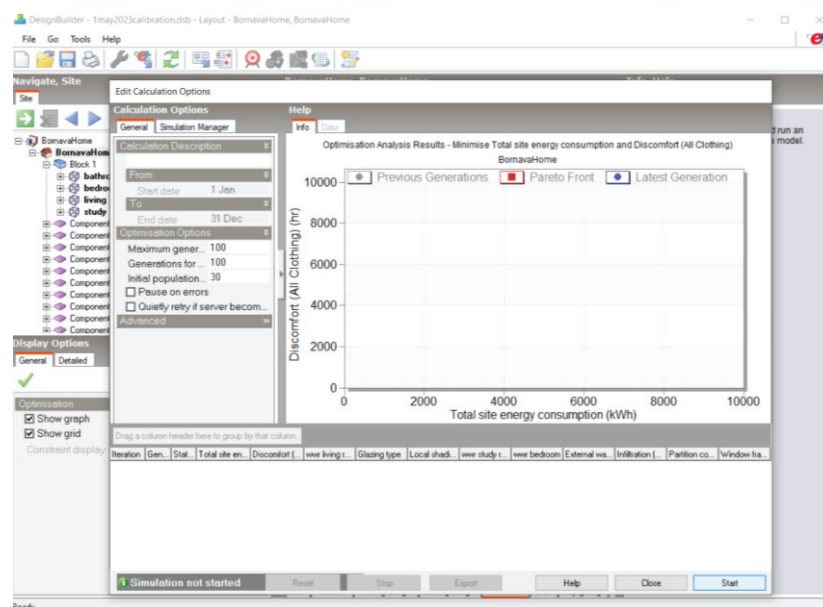 DesignBuilder - 1may2023calibration.dsb - Layout - BornavaHome, BornavaHome
File Go Tools Help
Navigate, Site
Site
BornavaHome
BornavaHom
Block 1
bathro
bedro
living
study
Component
Component
Component
Component
Component
Component
Component
Component
Component
Component
Display Options
General Detailed
Optimisation
Show graph
Show grid
Constraint display
Edit Calculation Options
Calculation Options
General Simulation Manager
Calculation Description
From
Start date 1 Jan
To
End date 31 Dec
Optimisation Options
Maximum gener... 100
Generations for ... 100
Initial population... 30
Pause on errors
Quietly retry if server becom...
Advanced
Help
Info Data
Optimisation Analysis Results - Minimise Total site energy consumption and Discomfort (All Clothing)
BornavaHome
Previous Generations Pareto Front Latest Generation
Discomfort (All Clothing) (hr)
10000
8000
6000
4000
2000
0
0 2000 4000 6000 8000 10000
Total site energy consumption (kWh)
d run an
e model.
Drag a column header here to group by that column.
Iteration Gen... Stat... Total site en... Discomfort (... wwr living r... Glazing type Local shadi... wwr study r... wwr bedroom External wa... Infiltration (... Partition co... Window ha...
Simulation not started Reset Stop Export Help Close Start